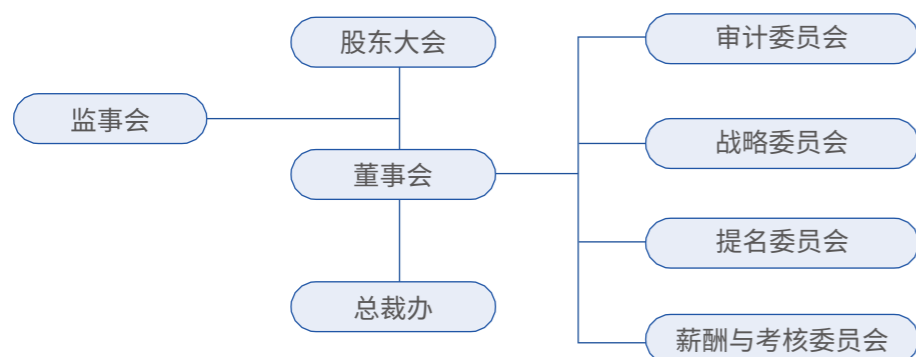 股东大会
监事会
董事会
总裁办
审计委员会
战略委员会
提名委员会
薪酬与考核委员会